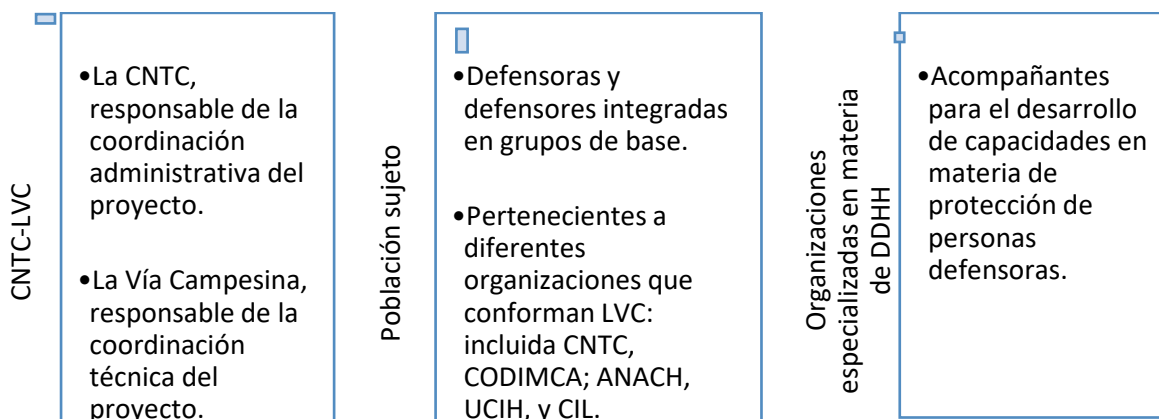 CNTC-LVC
•La CNTC,
responsable de la
coordinación
administrativa del
proyecto.
•La Vía Campesina,
responsable de la
coordinación
técnica del
proyecto.
Población sujeto
•Defensoras y
defensores integradas
en grupos de base.
•Pertenecientes a
diferentes
organizaciones que
conforman LVC:
incluida CNTC,
CODIMCA; ANACH,
UCIH, y CIL.
Organizaciones
especializadas en materia
de DDHH
•Acompañantes
para el desarrollo
de capacidades en
materia de
protección de
personas
defensoras.